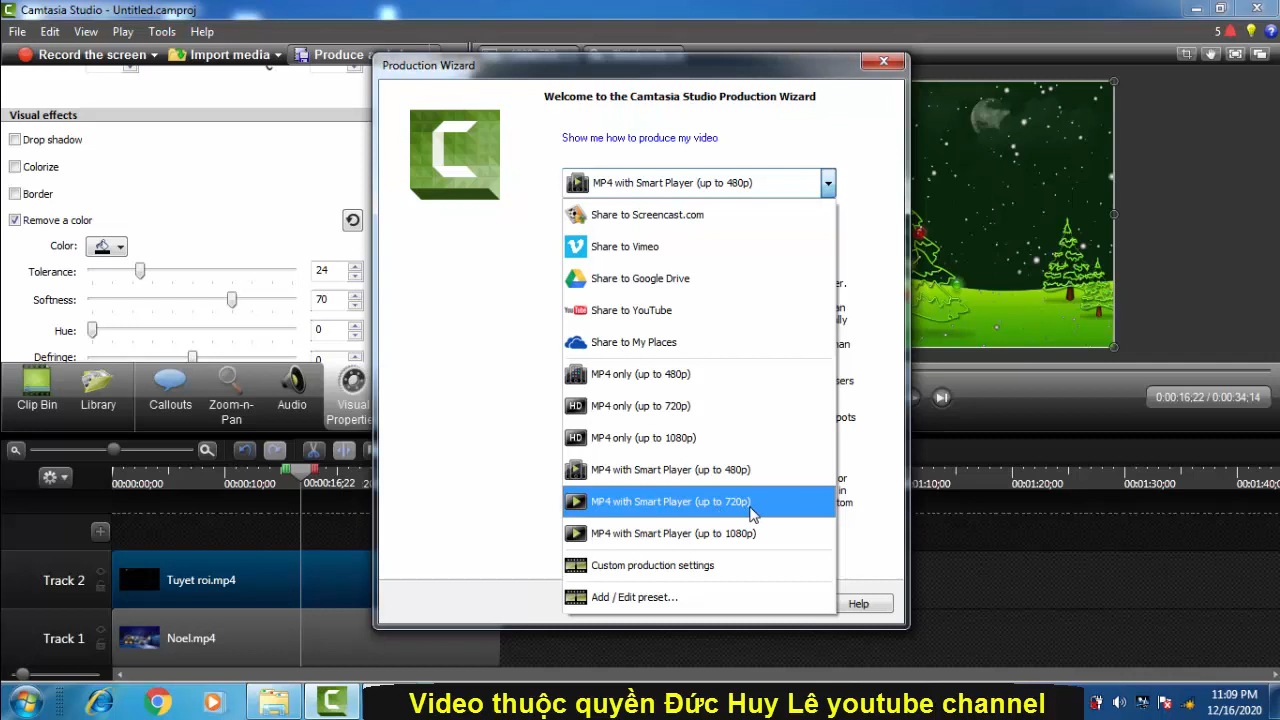 Camtasia Studio - Untitled.camproj
File Edit View Play Tools Help
5
Record the screen Import media Produce a
Production Wizard
Welcome to the Camtasia Studio Production Wizard
Show me how to produce my video
MP4 with Smart Player (up to 480p)
Share to Screencast.com
Share to Vimeo
Share to Google Drive
Share to YouTube
Share to My Places
MP4 only (up to 480p)
MP4 only (up to 720p)
MP4 only (up to 1080p)
MP4 with Smart Player (up to 480p)
MP4 with Smart Player (up to 720p)
MP4 with Smart Player (up to 1080p)
Custom production settings
Add / Edit preset...
Help
Visual effects
Drop shadow
Colorize
Border
Remove a color
Color:
Tolerance: 24
Softness: 70
Hue: 0
Defringe: 0
Clip Bin
Library
Callouts
Zoom-n-Pan
Audio
Visual Properties
0:00:16;22 / 0:00:34;14
00:00:00;00 00:00:10;00 00:00:16;22 00:01:10;00 00:01:20;00 00:01:30;00 00:01:40;00
Track 2 Tuyet roi.mp4
Track 1 Noel.mp4
Video thuộc quyền Đức Huy Lê youtube channel
11:09 PM
12/16/2020